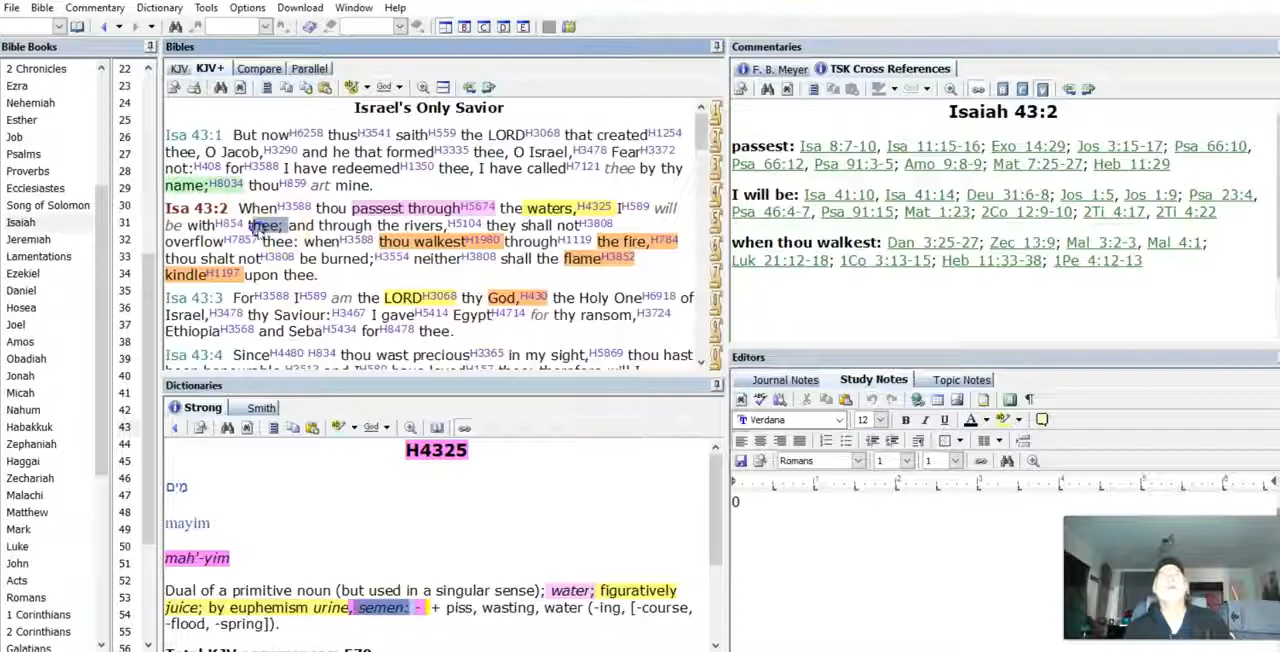 File Bible Commentary Dictionary Tools Options Download Window Help
B C D E
Bible Books
2 Chronicles
Ezra
Nehemiah
Esther
Job
Psalms
Proverbs
Ecclesiastes
Song of Solomon
Isaiah
Jeremiah
Lamentations
Ezekiel
Daniel
Hosea
Joel
Amos
Obadiah
Jonah
Micah
Nahum
Habakkuk
Zephaniah
Haggai
Zechariah
Malachi
Matthew
Mark
Luke
John
Acts
Romans
1 Corinthians
2 Corinthians
Galatians
22
23
24
25
26
27
28
29
30
31
32
33
34
35
36
37
38
39
40
41
42
43
44
45
46
47
48
49
50
51
52
53
54
55
56
Bibles
KJV KJV+ Compare Parallel
God
Israel's Only Savior
Isa 43:1 But nowH6258 thusH3541 saithH559 the LORDH3068 that createdH1254
thee, O Jacob,H3290 and he that formedH3335 thee, O Israel,H3478 FearH3372
not:H408 forH3588 I have redeemedH1350 thee, I have calledH7121 thee by thy
name;H8034 thouH859 art mine.
Isa 43:2 WhenH3588 thou passest throughH5674 the waters,H4325 IH589 will
be withH854 thee; and through the rivers,H5104 they shall notH3808
overflowH7857 thee: whenH3588 thou walkestH1980 throughH1119 the fire,H784
thou shalt notH3808 be burned;H3554 neitherH3808 shall the flameH3852
kindleH1197 upon thee.
Isa 43:3 ForH3588 IH589 am the LORDH3068 thy God,H430 the Holy OneH6918 of
Israel,H3478 thy Saviour:H3467 I gaveH5414 EgyptH4714 for thy ransom,H3724
EthiopiaH3568 and SebaH5434 forH8478 thee.
Isa 43:4 SinceH4480 H834 thou wast preciousH3365 in my sight,H5869 thou hast
Dictionaries
Strong Smith
God
H4325
מַיִם
mayim
mah'-yim
Dual of a primitive noun (but used in a singular sense); water; figuratively
juice; by euphemism urine, semen: - + piss, wasting, water (-ing, [-course,
-flood, -spring]).
Commentaries
F. B. Meyer TSK Cross References
Isaiah 43:2
passest: Isa 8:7-10, Isa 11:15-16; Exo 14:29; Jos 3:15-17; Psa 66:10,
Psa 66:12, Psa 91:3-5; Amo 9:8-9; Mat 7:25-27; Heb 11:29
I will be: Isa 41:10, Isa 41:14; Deu 31:6-8; Jos 1:5, Jos 1:9; Psa 23:4,
Psa 46:4-7, Psa 91:15; Mat 1:23; 2Co 12:9-10; 2Ti 4:17, 2Ti 4:22
when thou walkest: Dan 3:25-27; Zec 13:9; Mal 3:2-3, Mal 4:1;
Luk 21:12-18; 1Co 3:13-15; Heb 11:33-38; 1Pe 4:12-13
Editors
Journal Notes Study Notes Topic Notes
Verdana 12 B I U A
Romans 1 1
0